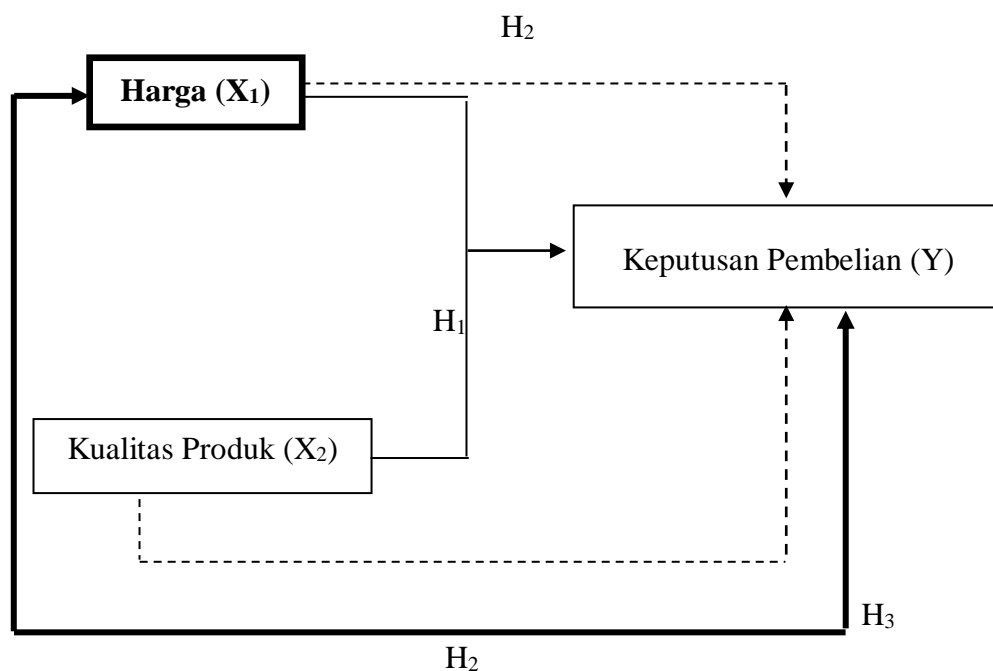 H₂
Harga (X₁)
Keputusan Pembelian (Y)
H₁
Kualitas Produk (X₂)
H₃
H₂